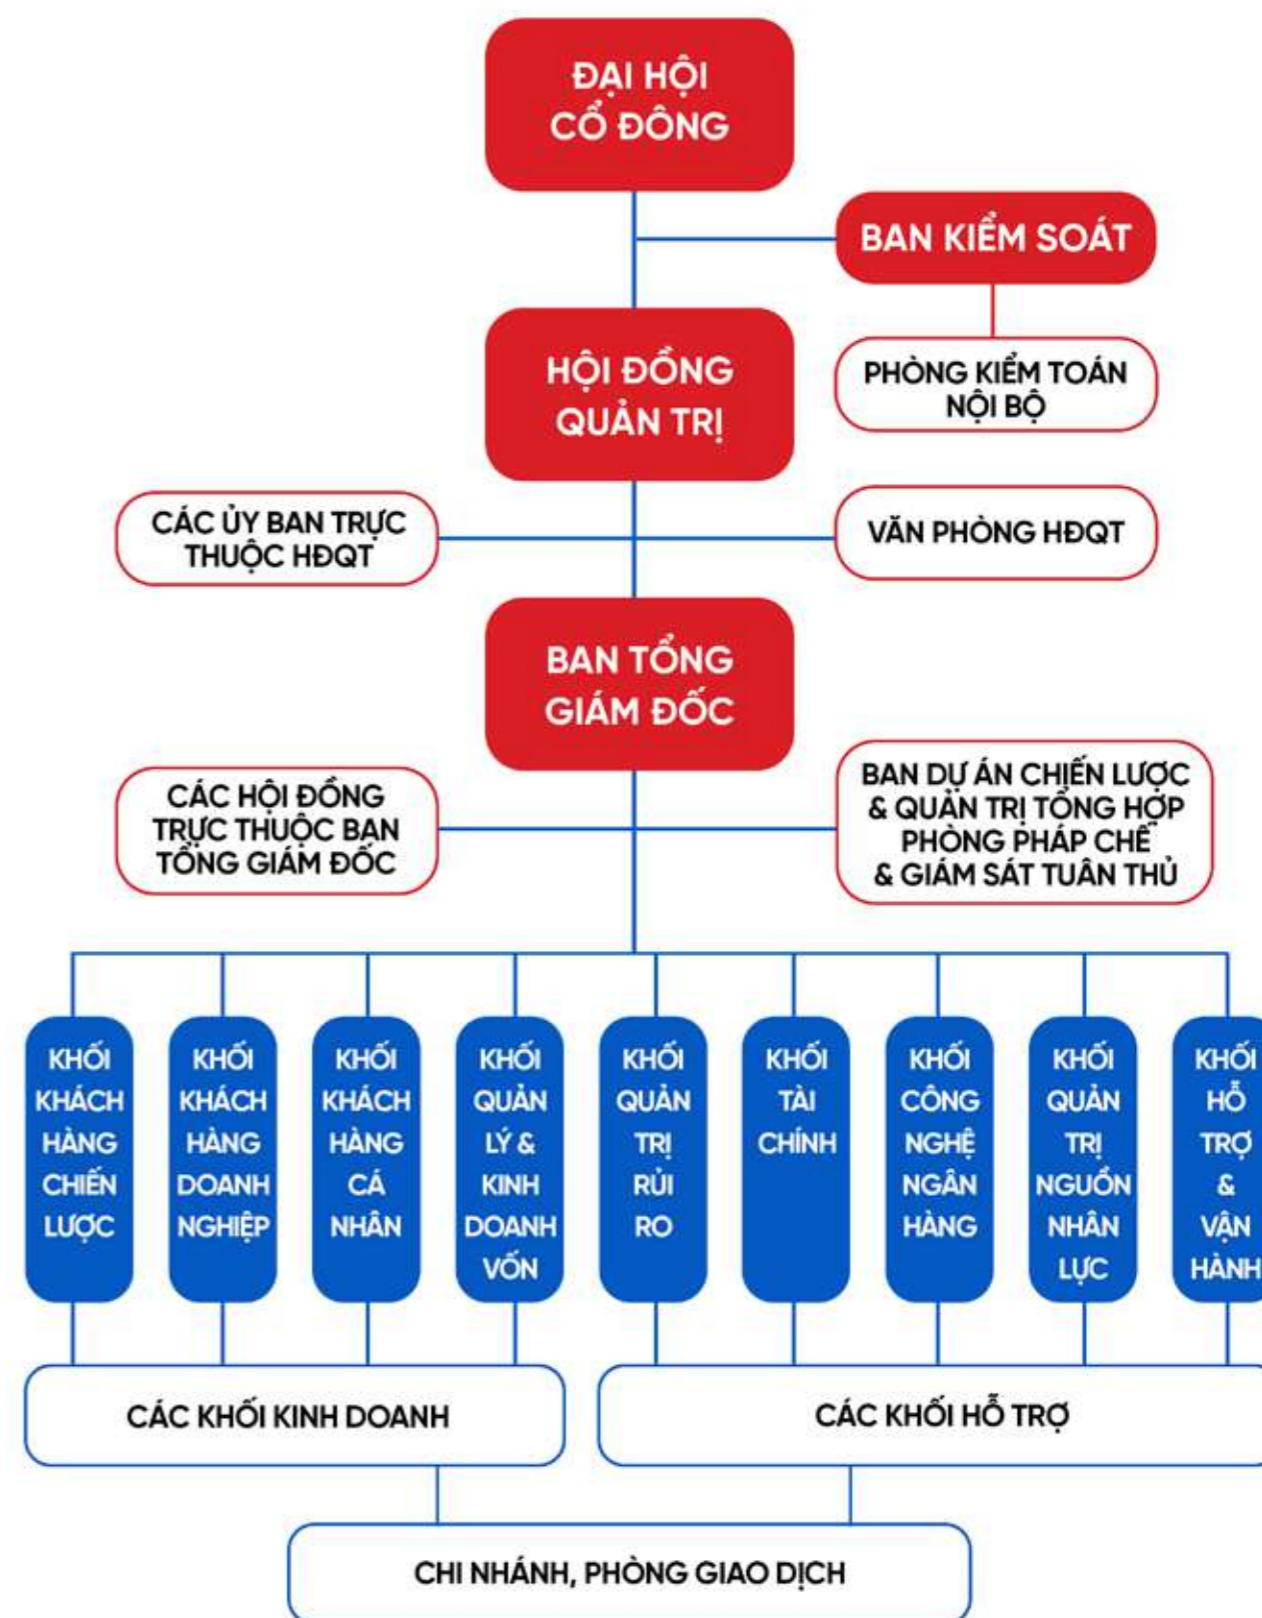 ĐẠI HỘI
CỔ ĐÔNG
BAN KIỂM SOÁT
PHÒNG KIỂM TOÁN
NỘI BỘ
HỘI ĐỒNG
QUẢN TRỊ
CÁC ỦY BAN TRỰC
THUỘC HĐQT
VĂN PHÒNG HĐQT
BAN TỔNG
GIÁM ĐỐC
CÁC HỘI ĐỒNG
TRỰC THUỘC BAN
TỔNG GIÁM ĐỐC
BAN DỰ ÁN CHIẾN LƯỢC
& QUẢN TRỊ TỔNG HỢP
PHÒNG PHÁP CHẾ
& GIÁM SÁT TUÂN THỦ
KHỐI
KHÁCH
HÀNG
CHIẾN
LƯỢC
KHỐI
KHÁCH
HÀNG
DOANH
NGHIỆP
KHỐI
KHÁCH
HÀNG
CÁ
NHÂN
KHỐI
QUẢN
LÝ &
KINH
DOANH
VỐN
KHỐI
QUẢN
TRỊ
RỦI
RO
KHỐI
TÀI
CHÍNH
KHỐI
CÔNG
NGHỆ
NGÂN
HÀNG
KHỐI
QUẢN
TRỊ
NGUỒN
NHÂN
LỰC
KHỐI
HỖ
TRỢ
&
VẬN
HÀNH
CÁC KHỐI KINH DOANH
CÁC KHỐI HỖ TRỢ
CHI NHÁNH, PHÒNG GIAO DỊCH